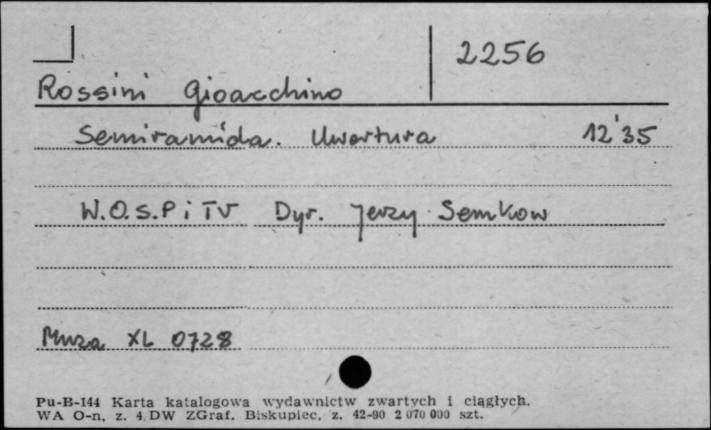 2256
Rossini Gioacchino
Semiramida. Uwertura 12'35
W.O.S.P i TV Dyr. Jerzy Semkow
Muza XL 0728
Pu-B-144 Karta katalogowa wydawnictw zwartych i ciągłych.
WA O-n, z. 4, DW ZGraf. Biskupiec, z. 42-90 2 070 000 szt.